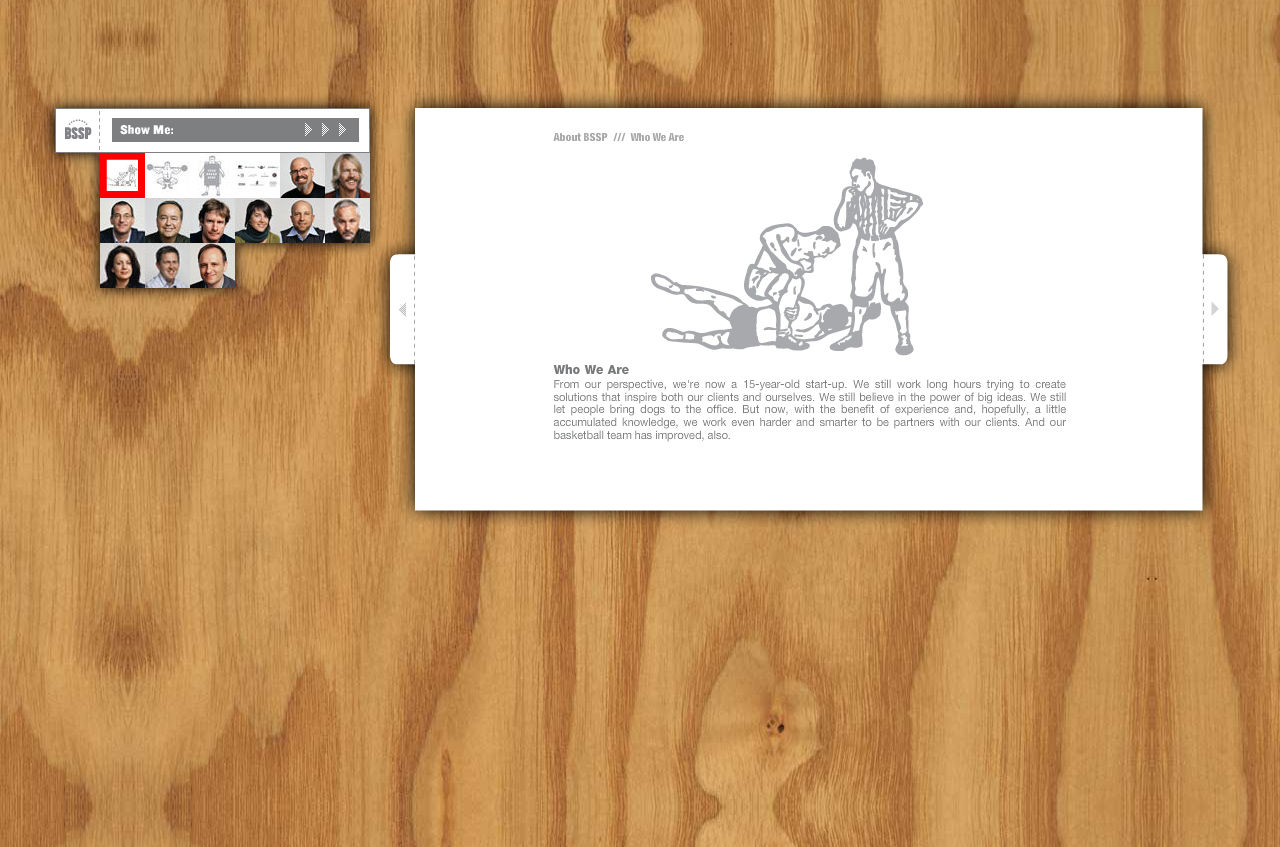 BSSP
Show Me:
About BSSP /// Who We Are
Who We Are
From our perspective, we're now a 15-year-old start-up. We still work long hours trying to create
solutions that inspire both our clients and ourselves. We still believe in the power of big ideas. We still
let people bring dogs to the office. But now, with the benefit of experience and, hopefully, a little
accumulated knowledge, we work even harder and smarter to be partners with our clients. And our
basketball team has improved, also.